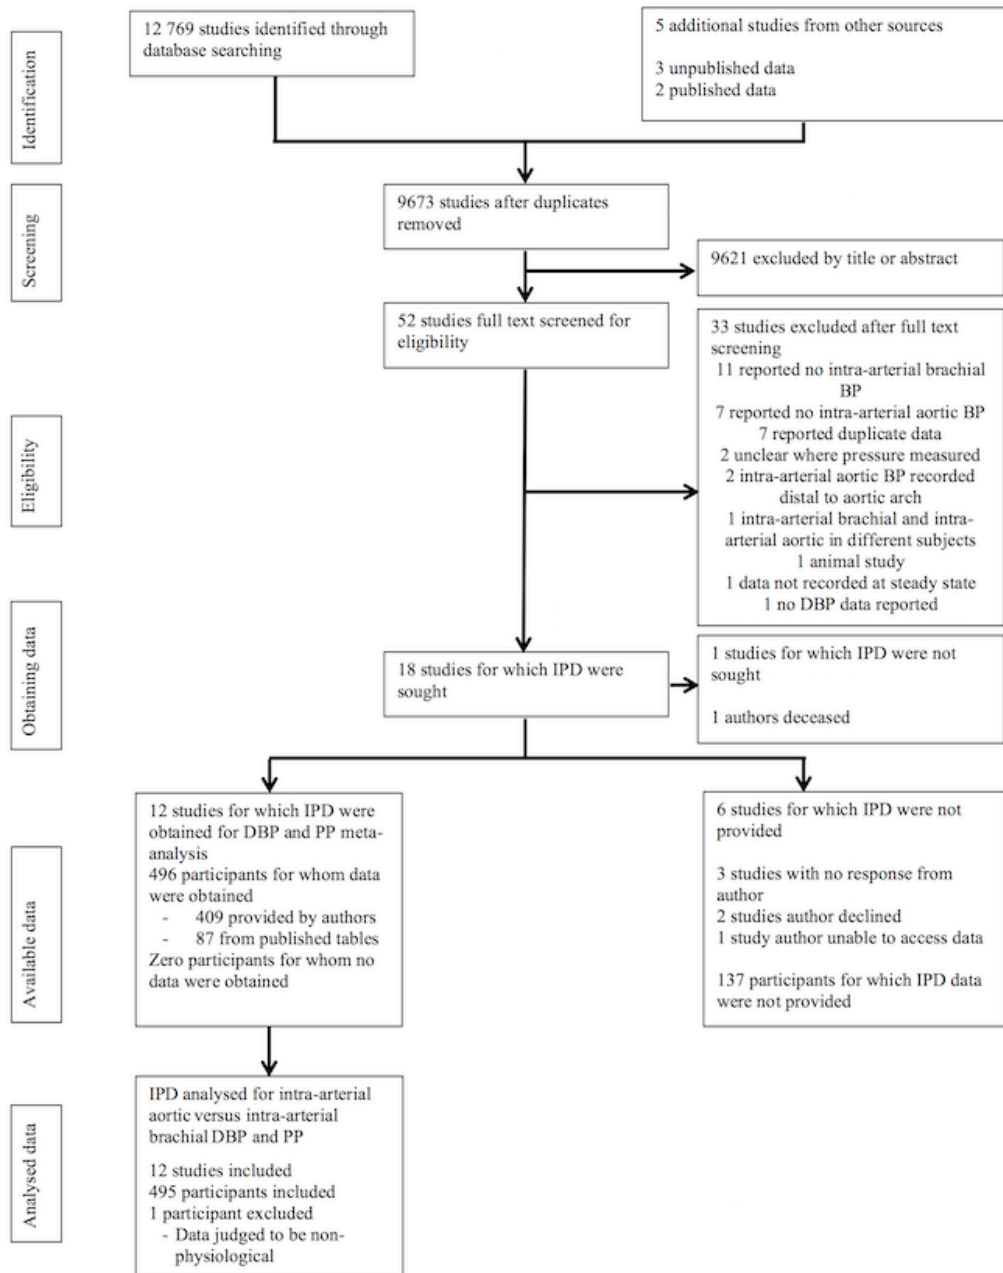 Identification
12 769 studies identified through
database searching
5 additional studies from other sources
3 unpublished data
2 published data
Screening
9673 studies after duplicates
removed
9621 excluded by title or abstract
52 studies full text screened for
eligibility
Eligibility
33 studies excluded after full text
screening
11 reported no intra-arterial brachial
BP
7 reported no intra-arterial aortic BP
7 reported duplicate data
2 unclear where pressure measured
2 intra-arterial aortic BP recorded
distal to aortic arch
1 intra-arterial brachial and intra-
arterial aortic in different subjects
1 animal study
1 data not recorded at steady state
1 no DBP data reported
Obtaining data
18 studies for which IPD were
sought
1 studies for which IPD were not
sought
1 authors deceased
Available data
12 studies for which IPD were
obtained for DBP and PP meta-
analysis
496 participants for whom data
were obtained
- 409 provided by authors
- 87 from published tables
Zero participants for whom no
data were obtained
6 studies for which IPD were not
provided
3 studies with no response from
author
2 studies author declined
1 study author unable to access data
137 participants for which IPD data
were not provided
Analysed data
IPD analysed for intra-arterial
aortic versus intra-arterial
brachial DBP and PP
12 studies included
495 participants included
1 participant excluded
- Data judged to be non-
physiological